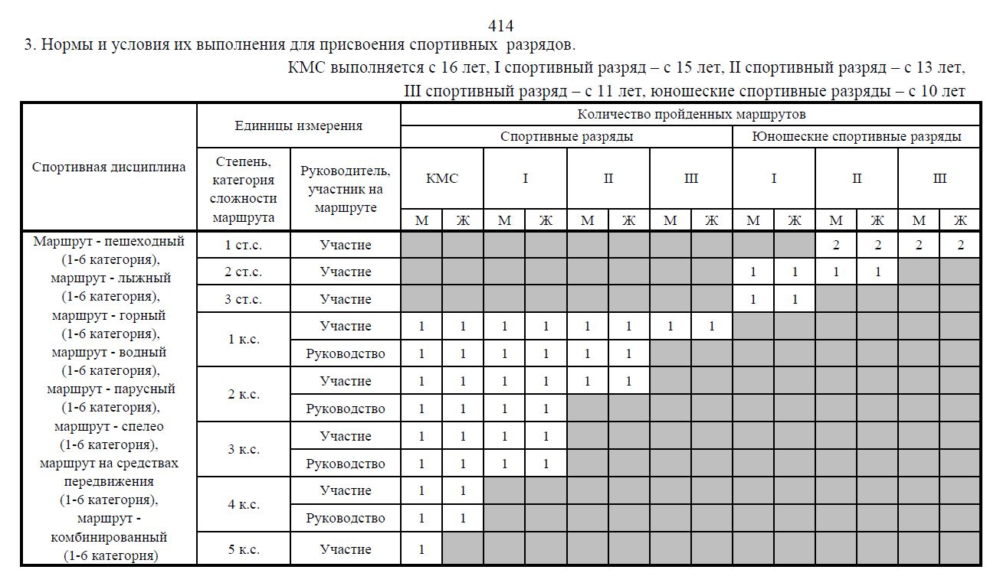 414
3. Нормы и условия их выполнения для присвоения спортивных разрядов.
КМС выполняется с 16 лет, I спортивный разряд – с 15 лет, II спортивный разряд – с 13 лет,
III спортивный разряд – с 11 лет, юношеские спортивные разряды – с 10 лет
Спортивная дисциплина
Единицы измерения
Количество пройденных маршрутов
Спортивные разряды
Юношеские спортивные разряды
Степень,
категория
сложности
маршрута
Руководитель,
участник на
маршруте
КМС I II III I II III
М Ж М Ж М Ж М Ж М Ж М Ж М Ж
Маршрут - пешеходный
(1-6 категория),
маршрут - лыжный
(1-6 категория),
маршрут - горный
(1-6 категория),
маршрут - водный
(1-6 категория),
маршрут - парусный
(1-6 категория),
маршрут - спелео
(1-6 категория),
маршрут на средствах
передвижения
(1-6 категория),
маршрут -
комбинированный
(1-6 категория)
1 ст.с. Участие 2 2 2 2
2 ст.с. Участие 1 1 1 1
3 ст.с. Участие 1 1
1 к.с.
Участие 1 1 1 1 1 1 1 1
Руководство 1 1 1 1 1 1
2 к.с.
Участие 1 1 1 1 1 1
Руководство 1 1 1 1
3 к.с.
Участие 1 1 1 1
Руководство 1 1 1 1
4 к.с.
Участие 1 1
Руководство 1 1
5 к.с. Участие 1